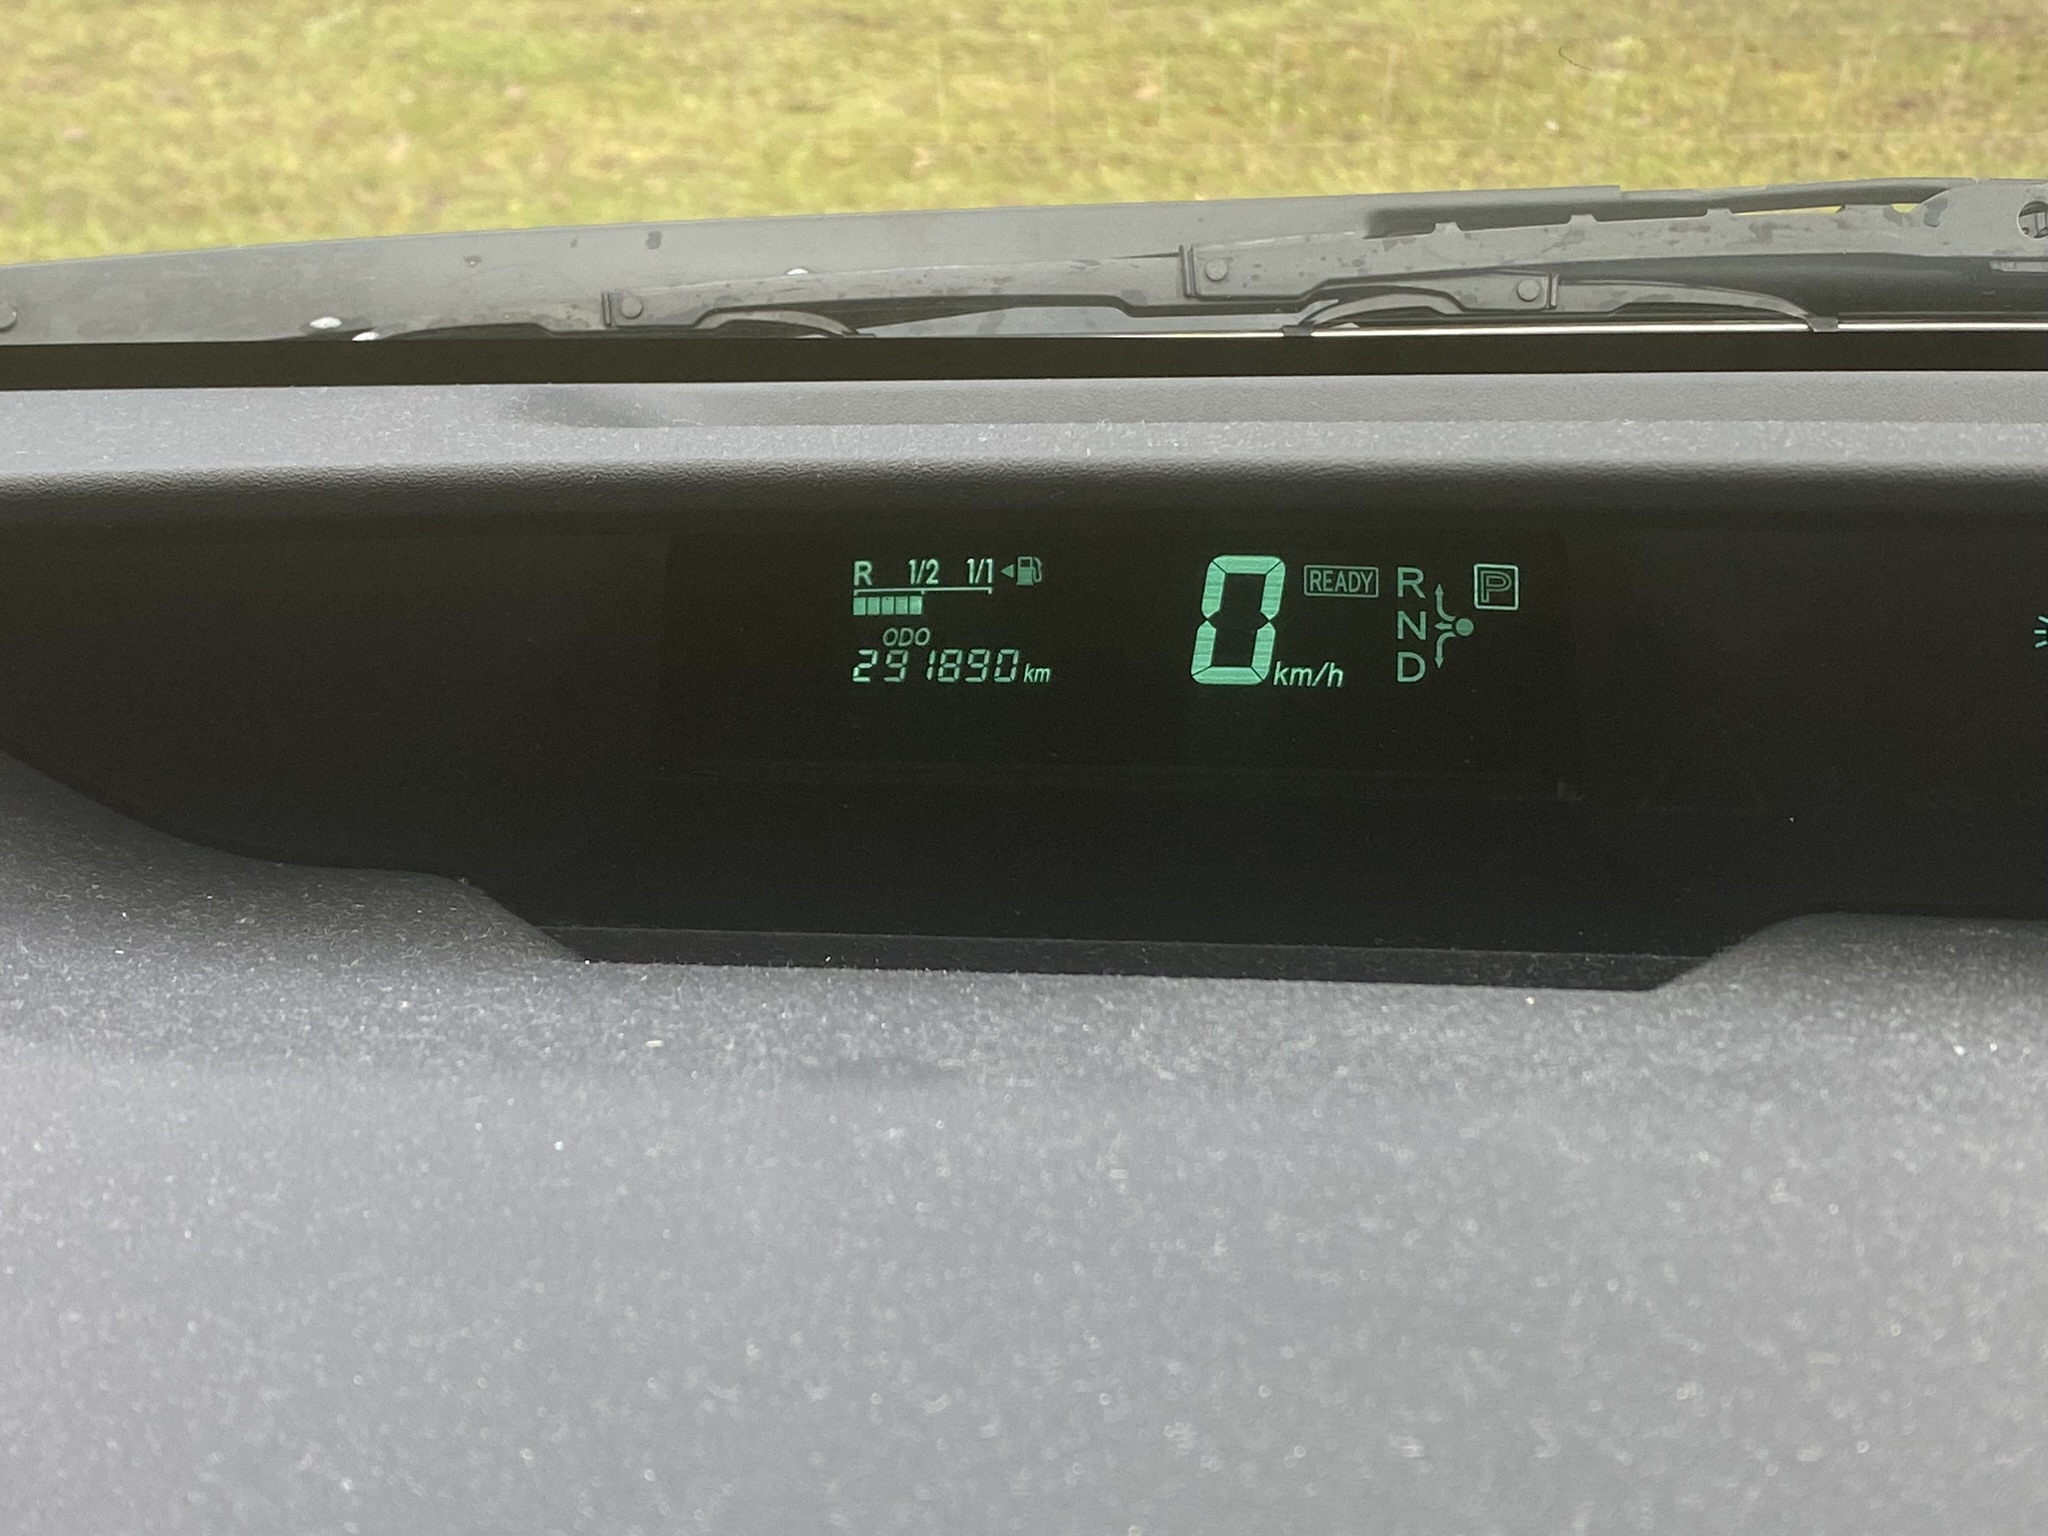 R 1/2 1/1
ODO
291890 km
0 km/h
READY
R
N
D
P